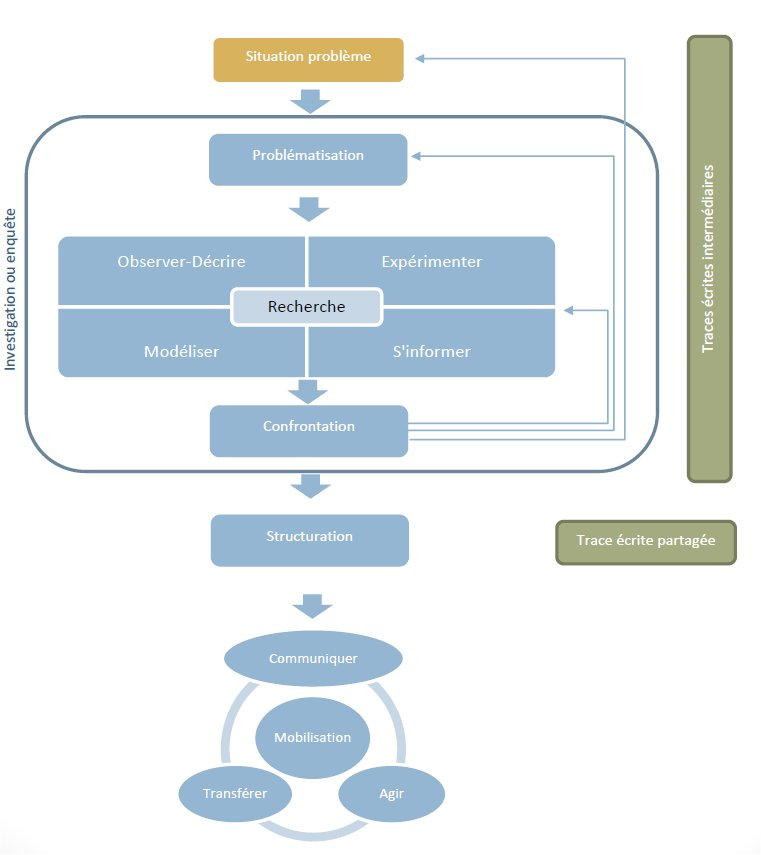 Situation problème
Problématisation
Investigation ou enquête
Traces écrites intermédiaires
Observer-Décrire
Expérimenter
Recherche
Modéliser
S'informer
Confrontation
Structuration
Trace écrite partagée
Communiquer
Mobilisation
Transférer
Agir